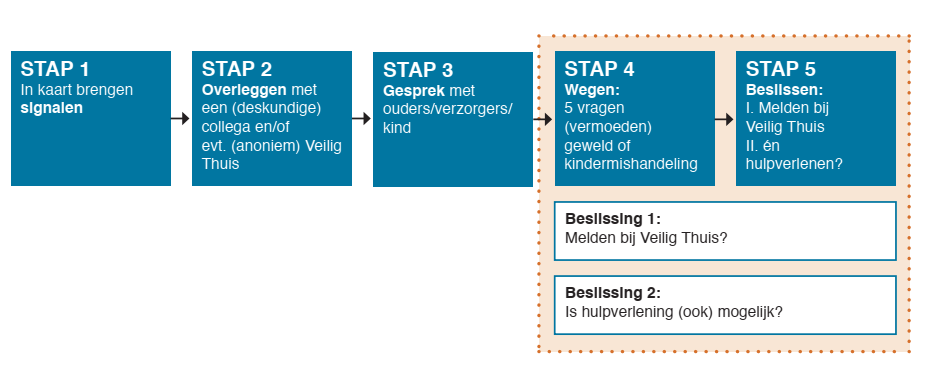 STAP 1
In kaart brengen
signalen
STAP 2
Overleggen met
een (deskundige)
collega en/of
evt. (anoniem) Veilig
Thuis
STAP 3
Gesprek met
ouders/verzorgers/
kind
STAP 4
Wegen:
5 vragen
(vermoeden)
geweld of
kindermishandeling
STAP 5
Beslissen:
I. Melden bij
Veilig Thuis
II. én
hulpverlenen?
Beslissing 1:
Melden bij Veilig Thuis?
Beslissing 2:
Is hulpverlening (ook) mogelijk?